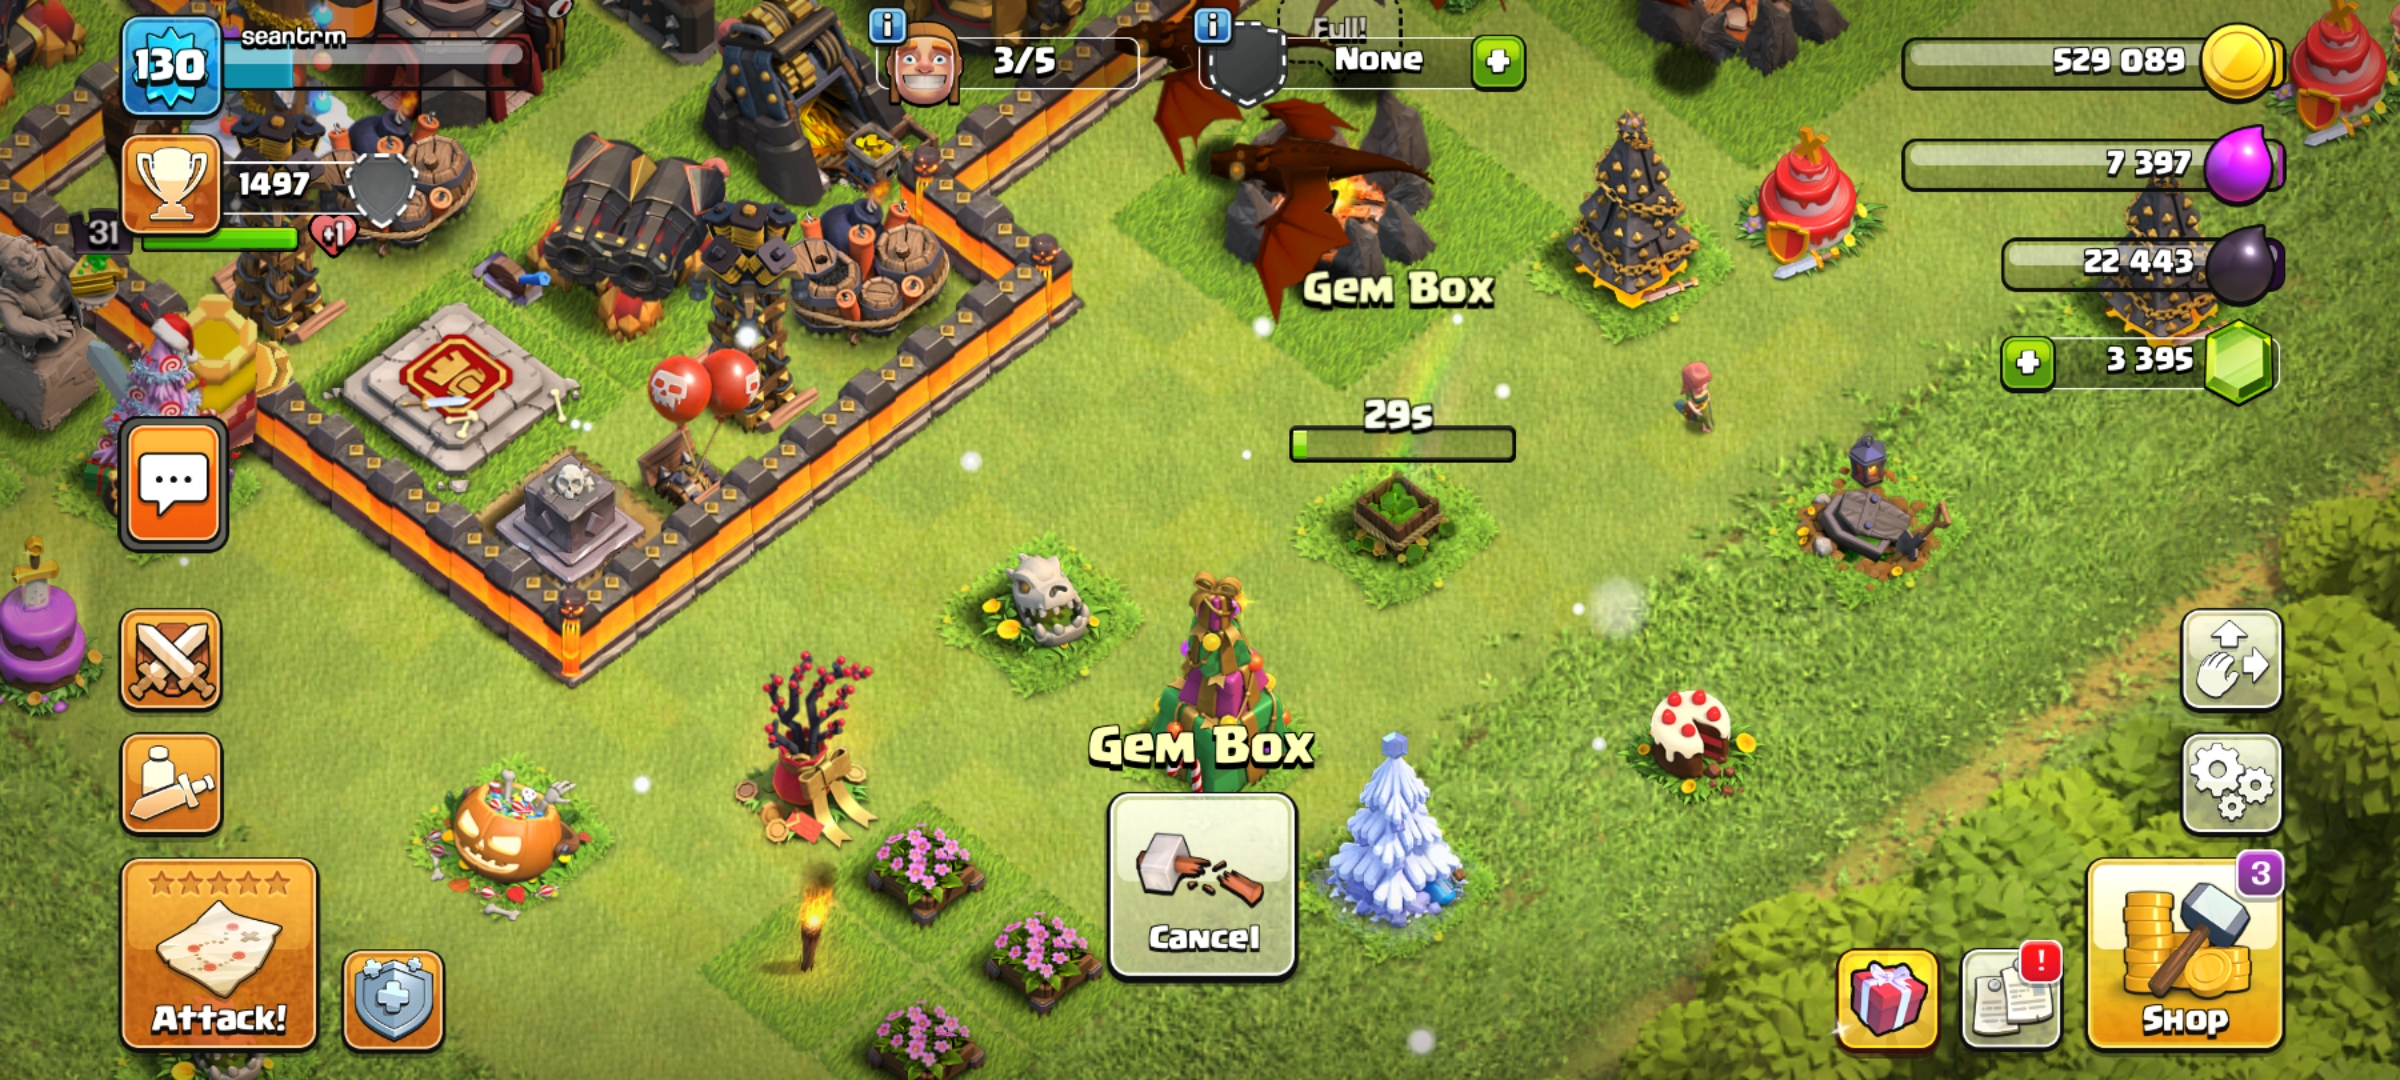 130
seantrm
i
3/5
i
Full!
None
529 089
1497
7 397
31
+1
22 443
Gem Box
3 395
29s
Gem Box
Cancel
Attack!
3
!
Shop